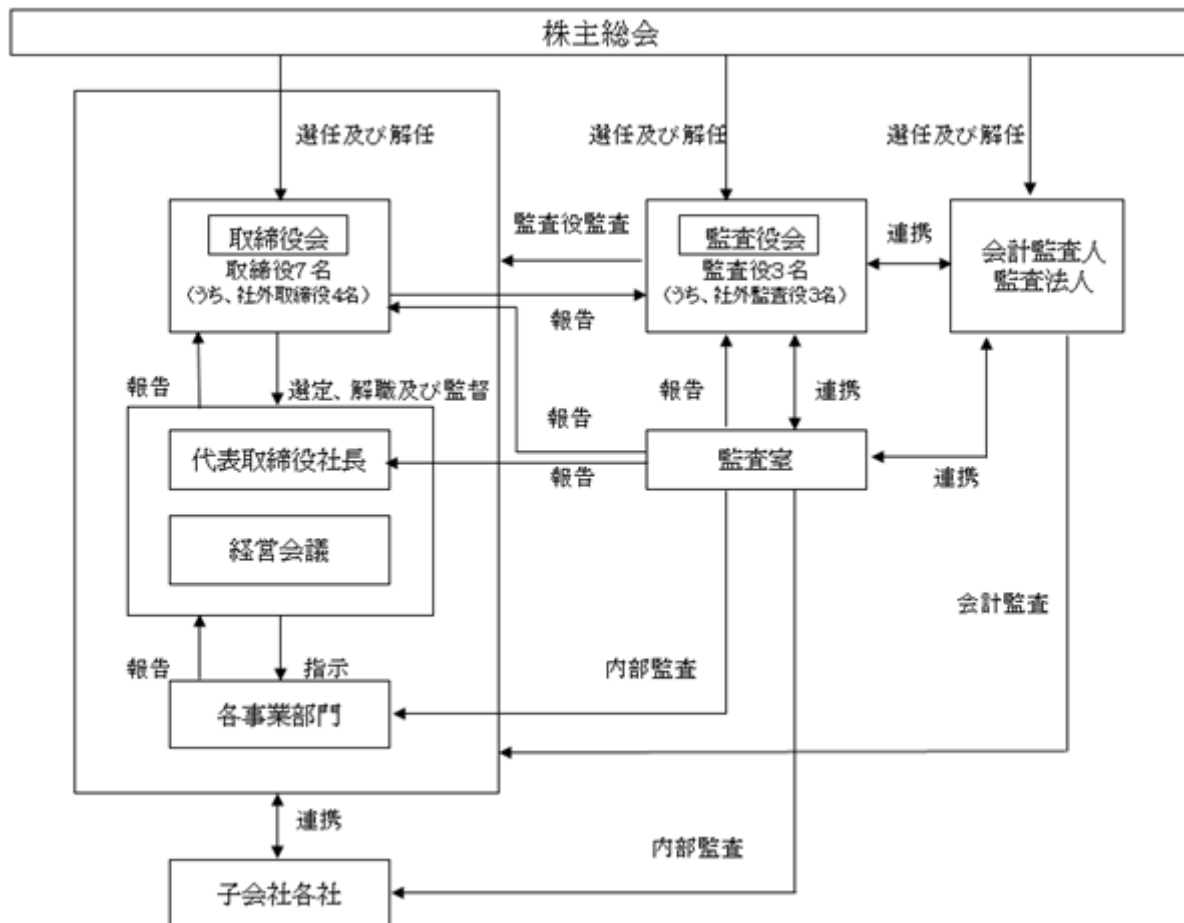 株主総会
選任及び解任
選任及び解任
選任及び解任
取締役会
取締役7名
(うち、社外取締役4名)
監査役監査
監査役会
監査役3名
(うち、社外監査役3名)
連携
会計監査人
監査法人
報告
報告
選定、解職及び監督
報告
報告
連携
代表取締役社長
報告
監査室
連携
経営会議
会計監査
報告
指示
内部監査
各事業部門
連携
内部監査
子会社各社